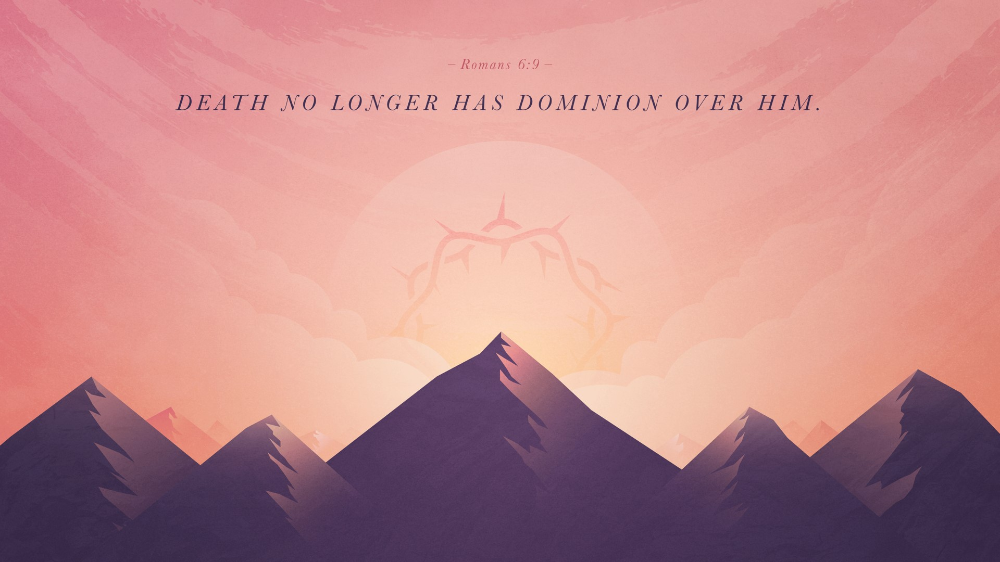 – Romans 6:9 –
DEATH NO LONGER HAS DOMINION OVER HIM.